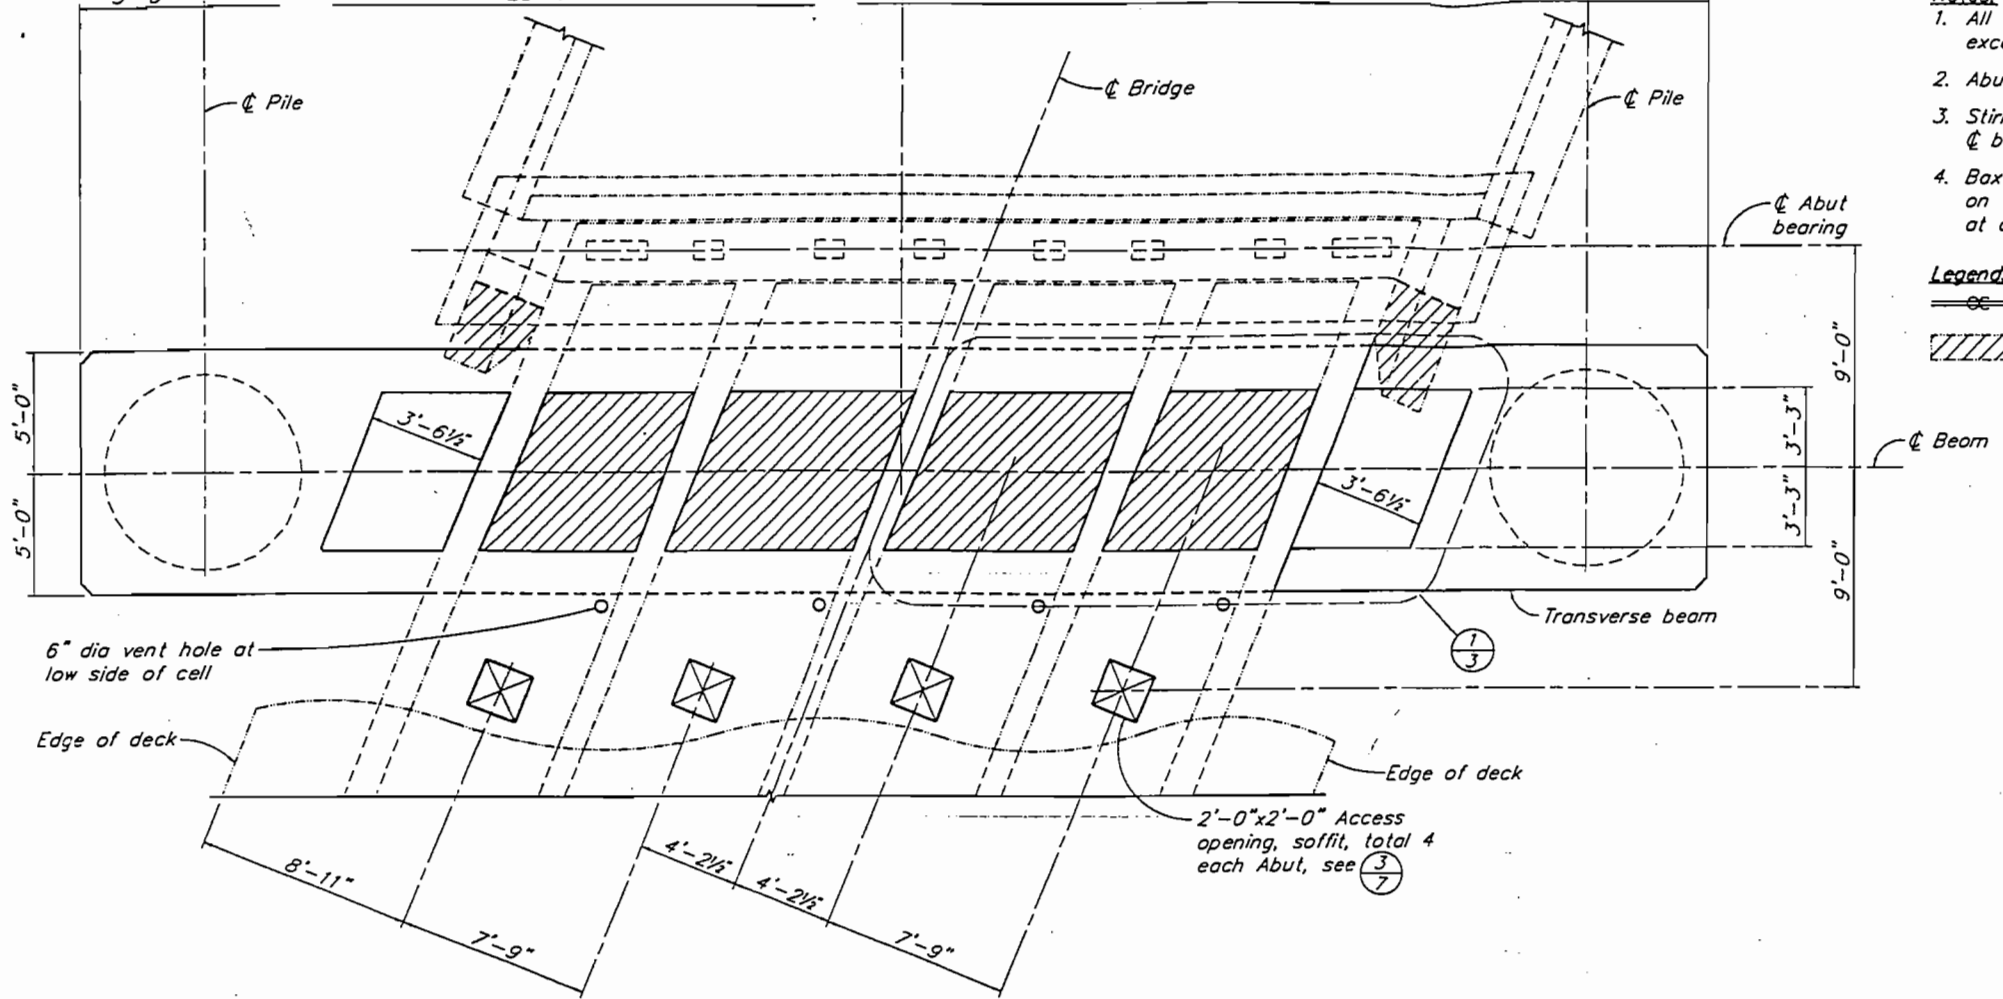 1. All
exce
℄ Pile
℄ Bridge
℄ Pile
2. Abu
3. Stir
℄ b
4. Box
on
at a
℄ Abut
bearing
Legend
5'-0"
5'-0"
3'-6½"
3'-6½"
9'-0"
3'-3"
3'-3"
9'-0"
℄ Beam
Transverse beam
1
3
6" dia vent hole at
low side of cell
Edge of deck
Edge of deck
2'-0"x2'-0" Access
opening, soffit, total 4
each Abut, see 3
7
8'-11"
7'-9"
4'-2½"
4'-2½"
7'-9"